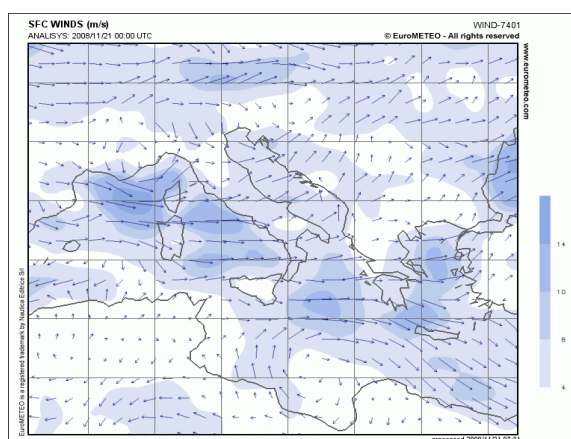 SFC WINDS (m/s)
WIND-7401
ANALISYS: 2008/11/21 00:00 UTC
© EuroMETEO - All rights reserved
www.eurometeo.com
EuroMETEO is a registered trademark by Nautica Editrice Srl
14
10
8
4